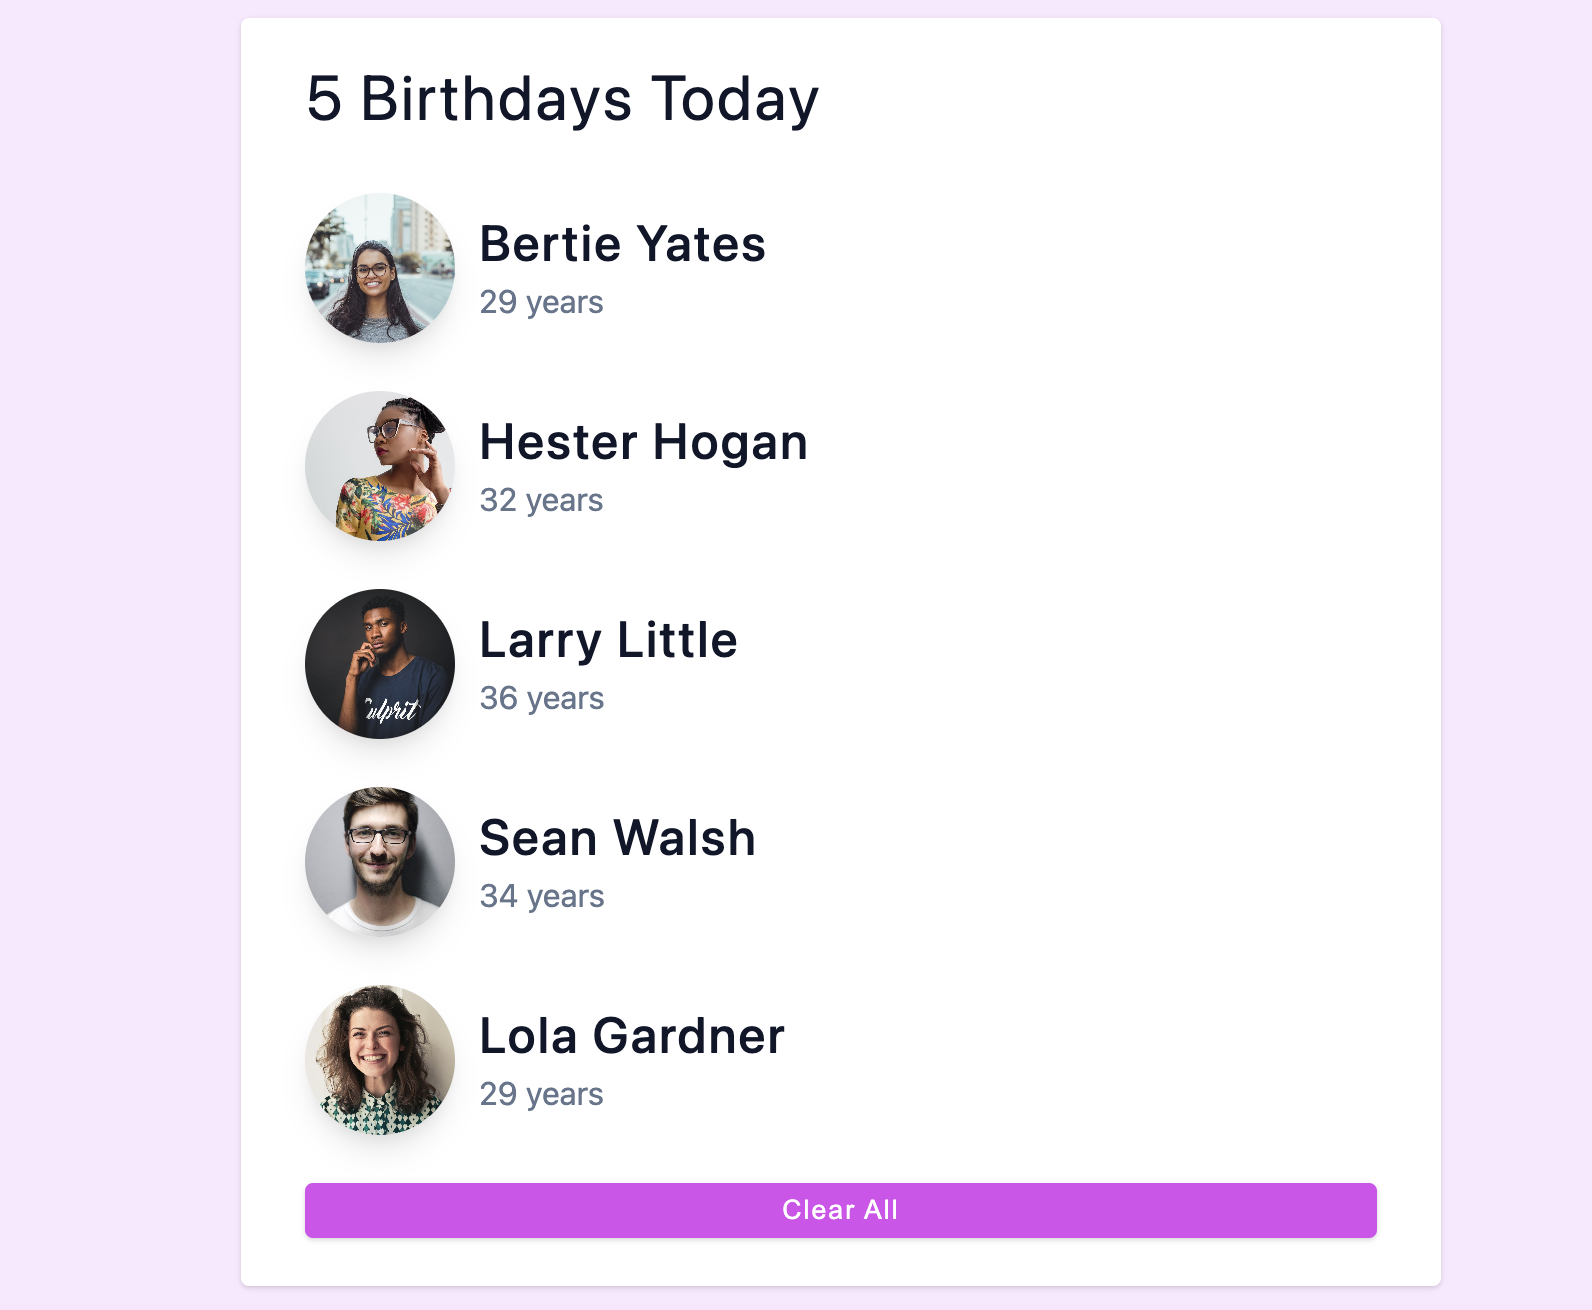 5 Birthdays Today
Bertie Yates
29 years
Hester Hogan
32 years
Larry Little
36 years
ulprit
Sean Walsh
34 years
Lola Gardner
29 years
Clear All